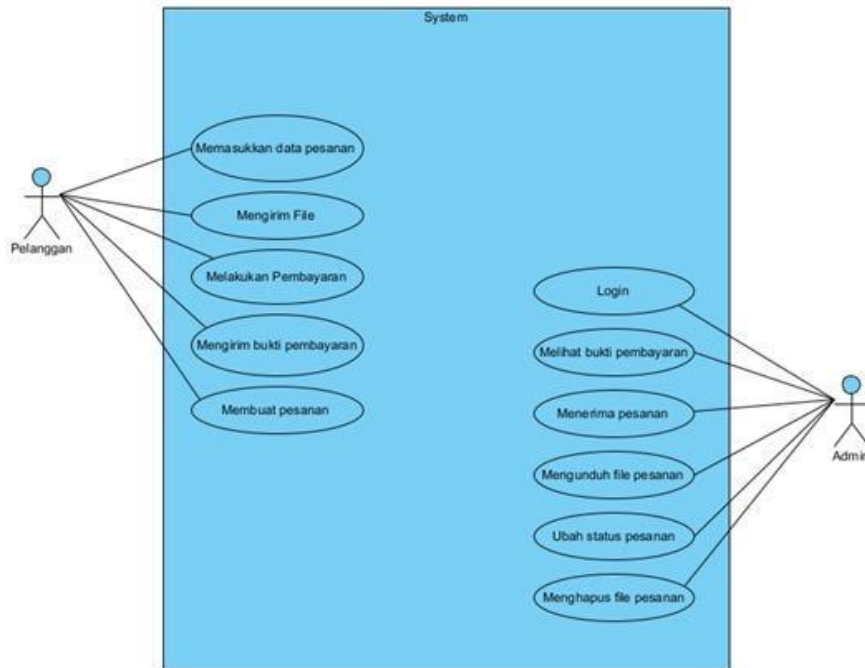 System
Memasukkan data pesanan
Mengirim File
Pelanggan
Melakukan Pembayaran
Mengirim bukti pembayaran
Membuat pesanan
Login
Melihat bukti pembayaran
Menerima pesanan
Admin
Mengunduh file pesanan
Ubah status pesanan
Menghapus file pesanan